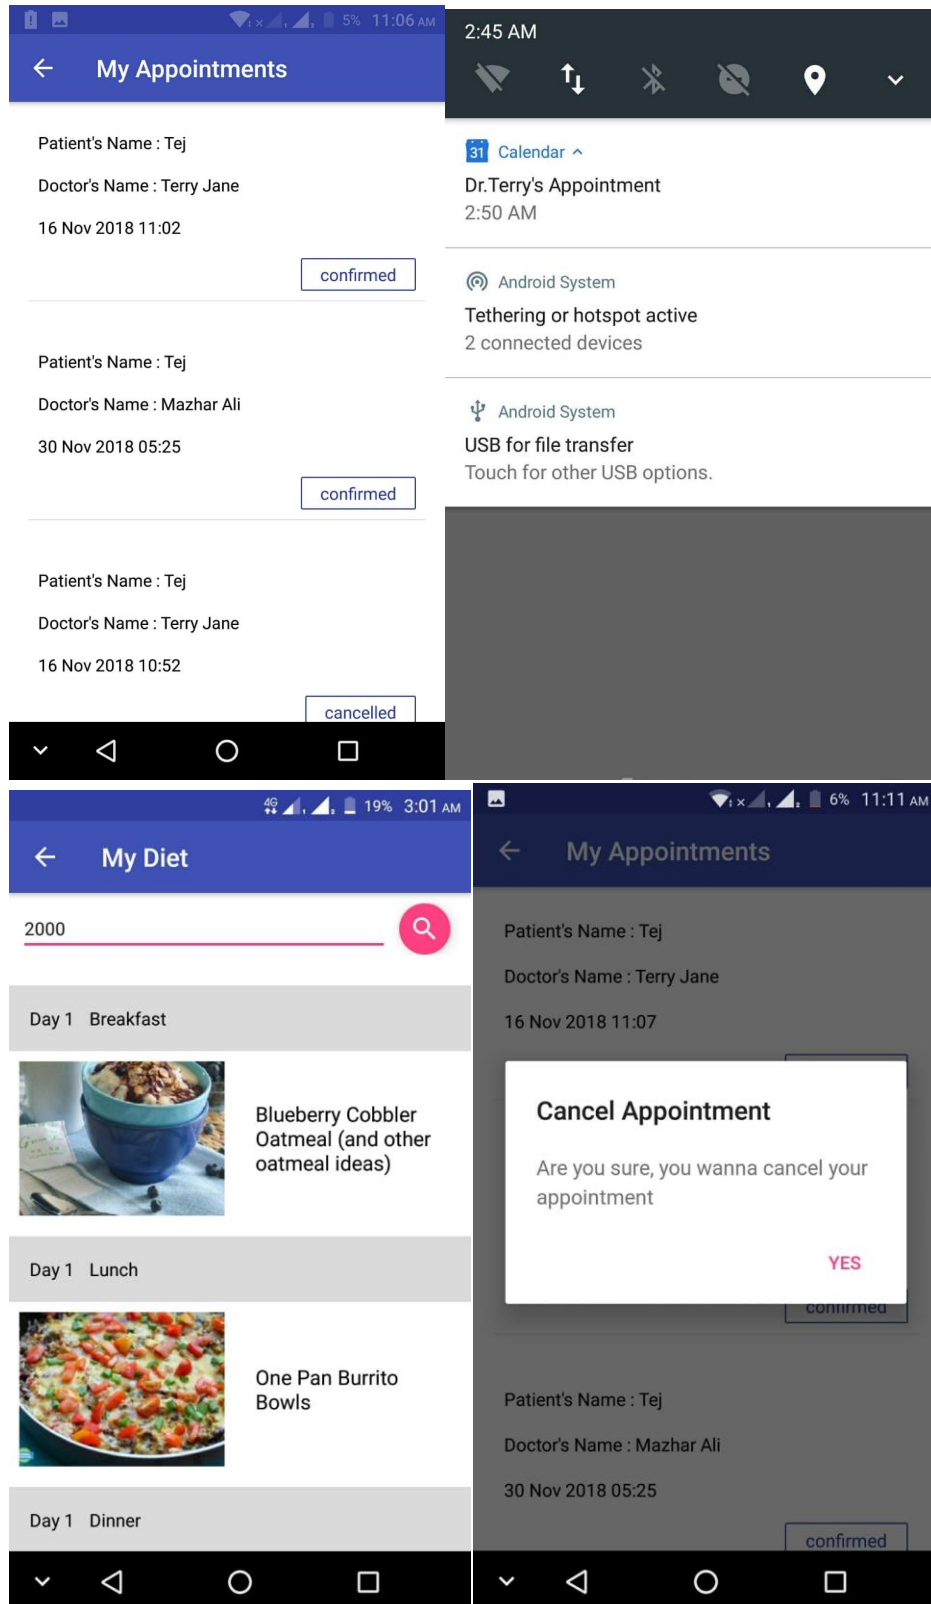 5% 11:06 AM
My Appointments
Patient's Name : Tej
Doctor's Name : Terry Jane
16 Nov 2018 11:02
confirmed
Patient's Name : Tej
Doctor's Name : Mazhar Ali
30 Nov 2018 05:25
confirmed
Patient's Name : Tej
Doctor's Name : Terry Jane
16 Nov 2018 10:52
cancelled
2:45 AM
31 Calendar
Dr.Terry's Appointment
2:50 AM
Android System
Tethering or hotspot active
2 connected devices
Android System
USB for file transfer
Touch for other USB options.
4G 19% 3:01 AM
My Diet
2000
Day 1 Breakfast
Blueberry Cobbler
Oatmeal (and other
oatmeal ideas)
Day 1 Lunch
One Pan Burrito
Bowls
Day 1 Dinner
6% 11:11 AM
My Appointments
Patient's Name : Tej
Doctor's Name : Terry Jane
16 Nov 2018 11:07
Cancel Appointment
Are you sure, you wanna cancel your
appointment
YES
confirmed
Patient's Name : Tej
Doctor's Name : Mazhar Ali
30 Nov 2018 05:25
confirmed